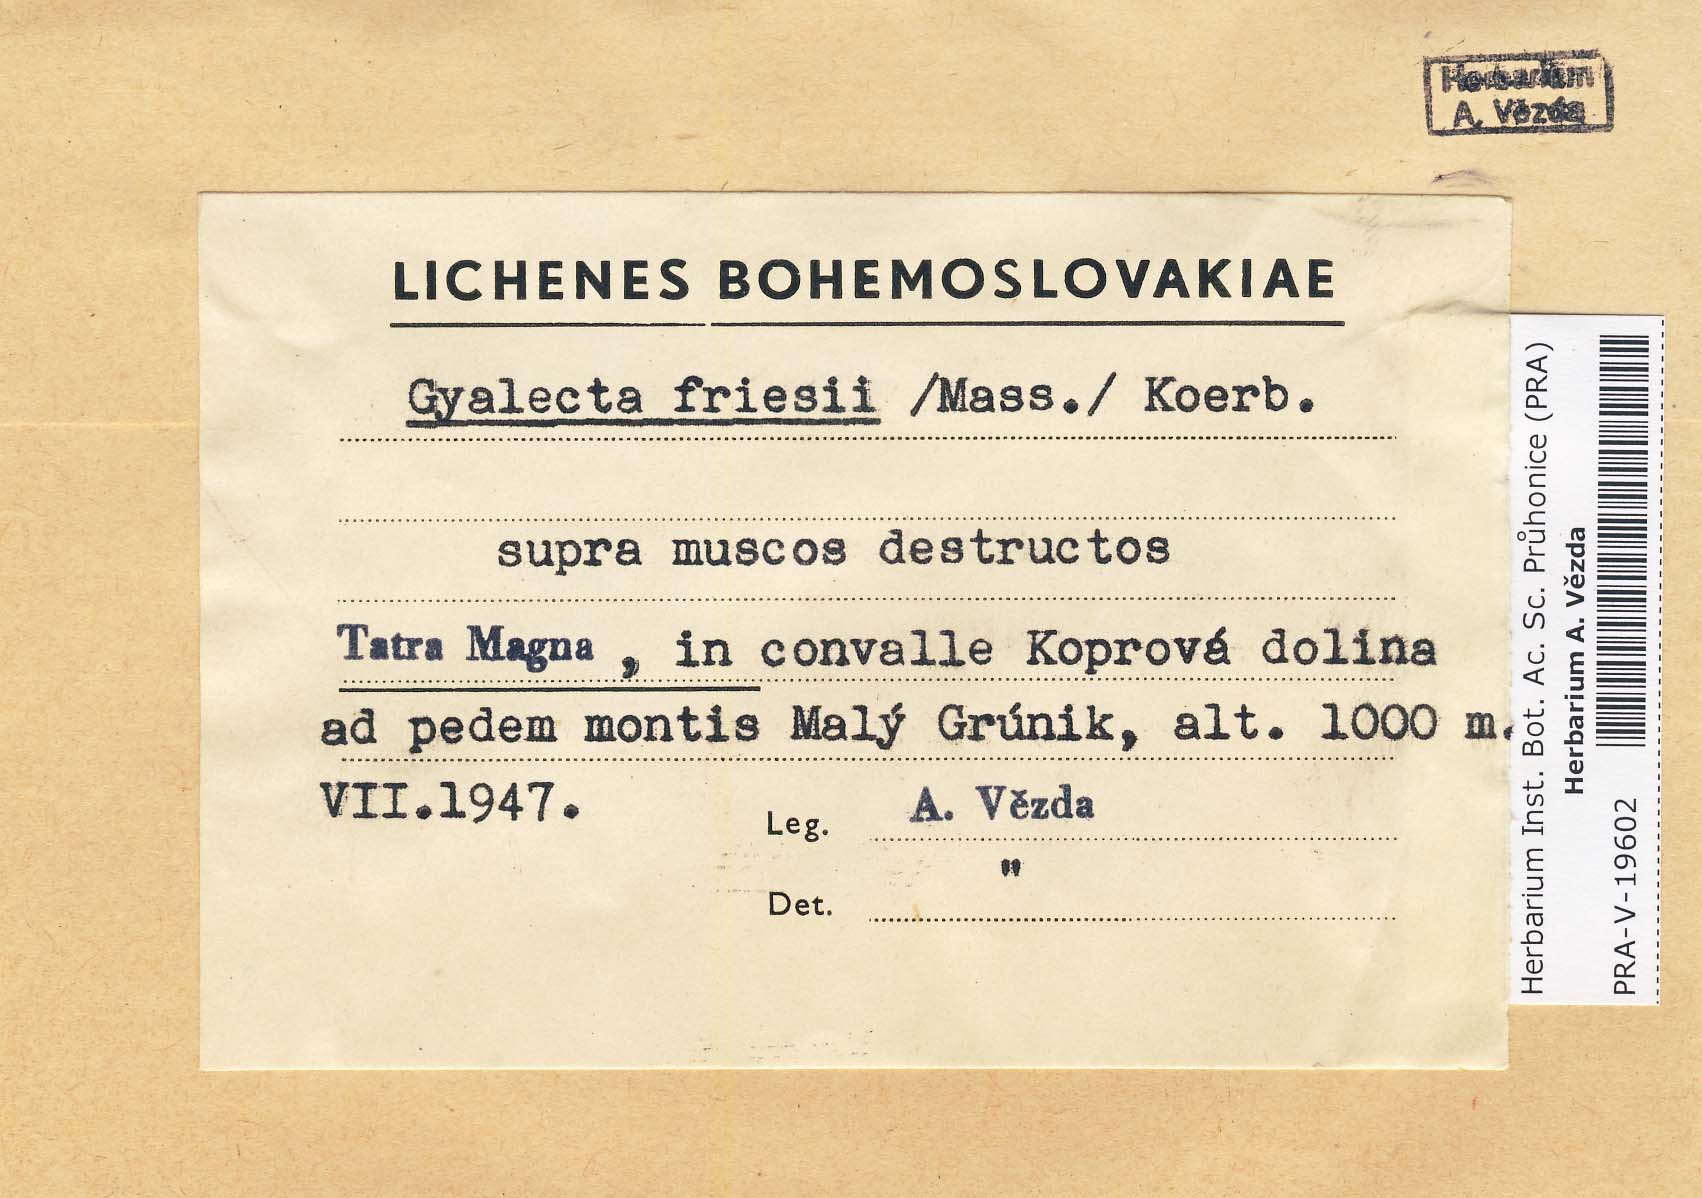 Herbarium
A. Vězda
LICHENES BOHEMOSLOVAKIAE
Gyalecta friesii /Mass./ Koerb.
supra muscos destructos
Tatra Magna, in convalle Koprová dolina
ad pedem montis Malý Grúnik, alt. 1000 m.
VII.1947.
Leg. A. Vězda
Det. "
Herbarium Inst. Bot. Ac. Sc. Průhonice (PRA)
Herbarium A. Vězda
PRA-V-19602